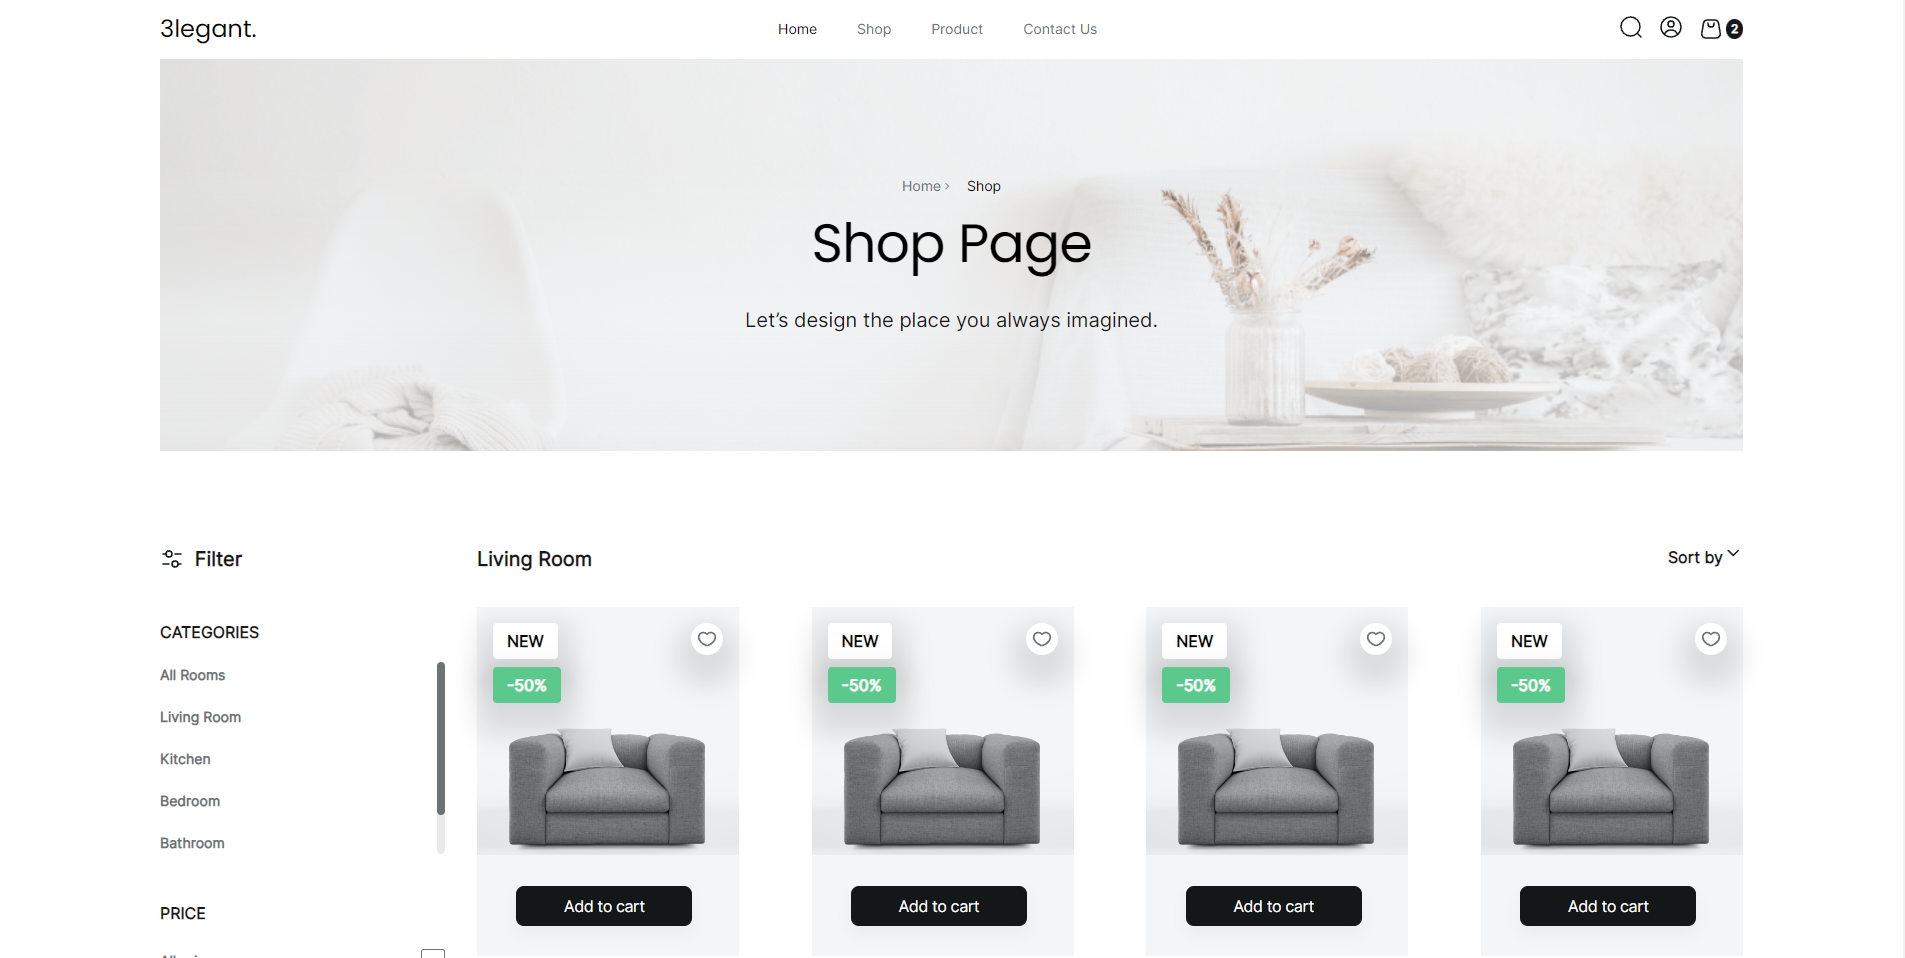 3legant.
Home Shop Product Contact Us
2
Home › Shop
Shop Page
Let’s design the place you always imagined.
Filter
Living Room
Sort by
CATEGORIES
All Rooms
Living Room
Kitchen
Bedroom
Bathroom
PRICE
NEW
-50%
Add to cart
NEW
-50%
Add to cart
NEW
-50%
Add to cart
NEW
-50%
Add to cart